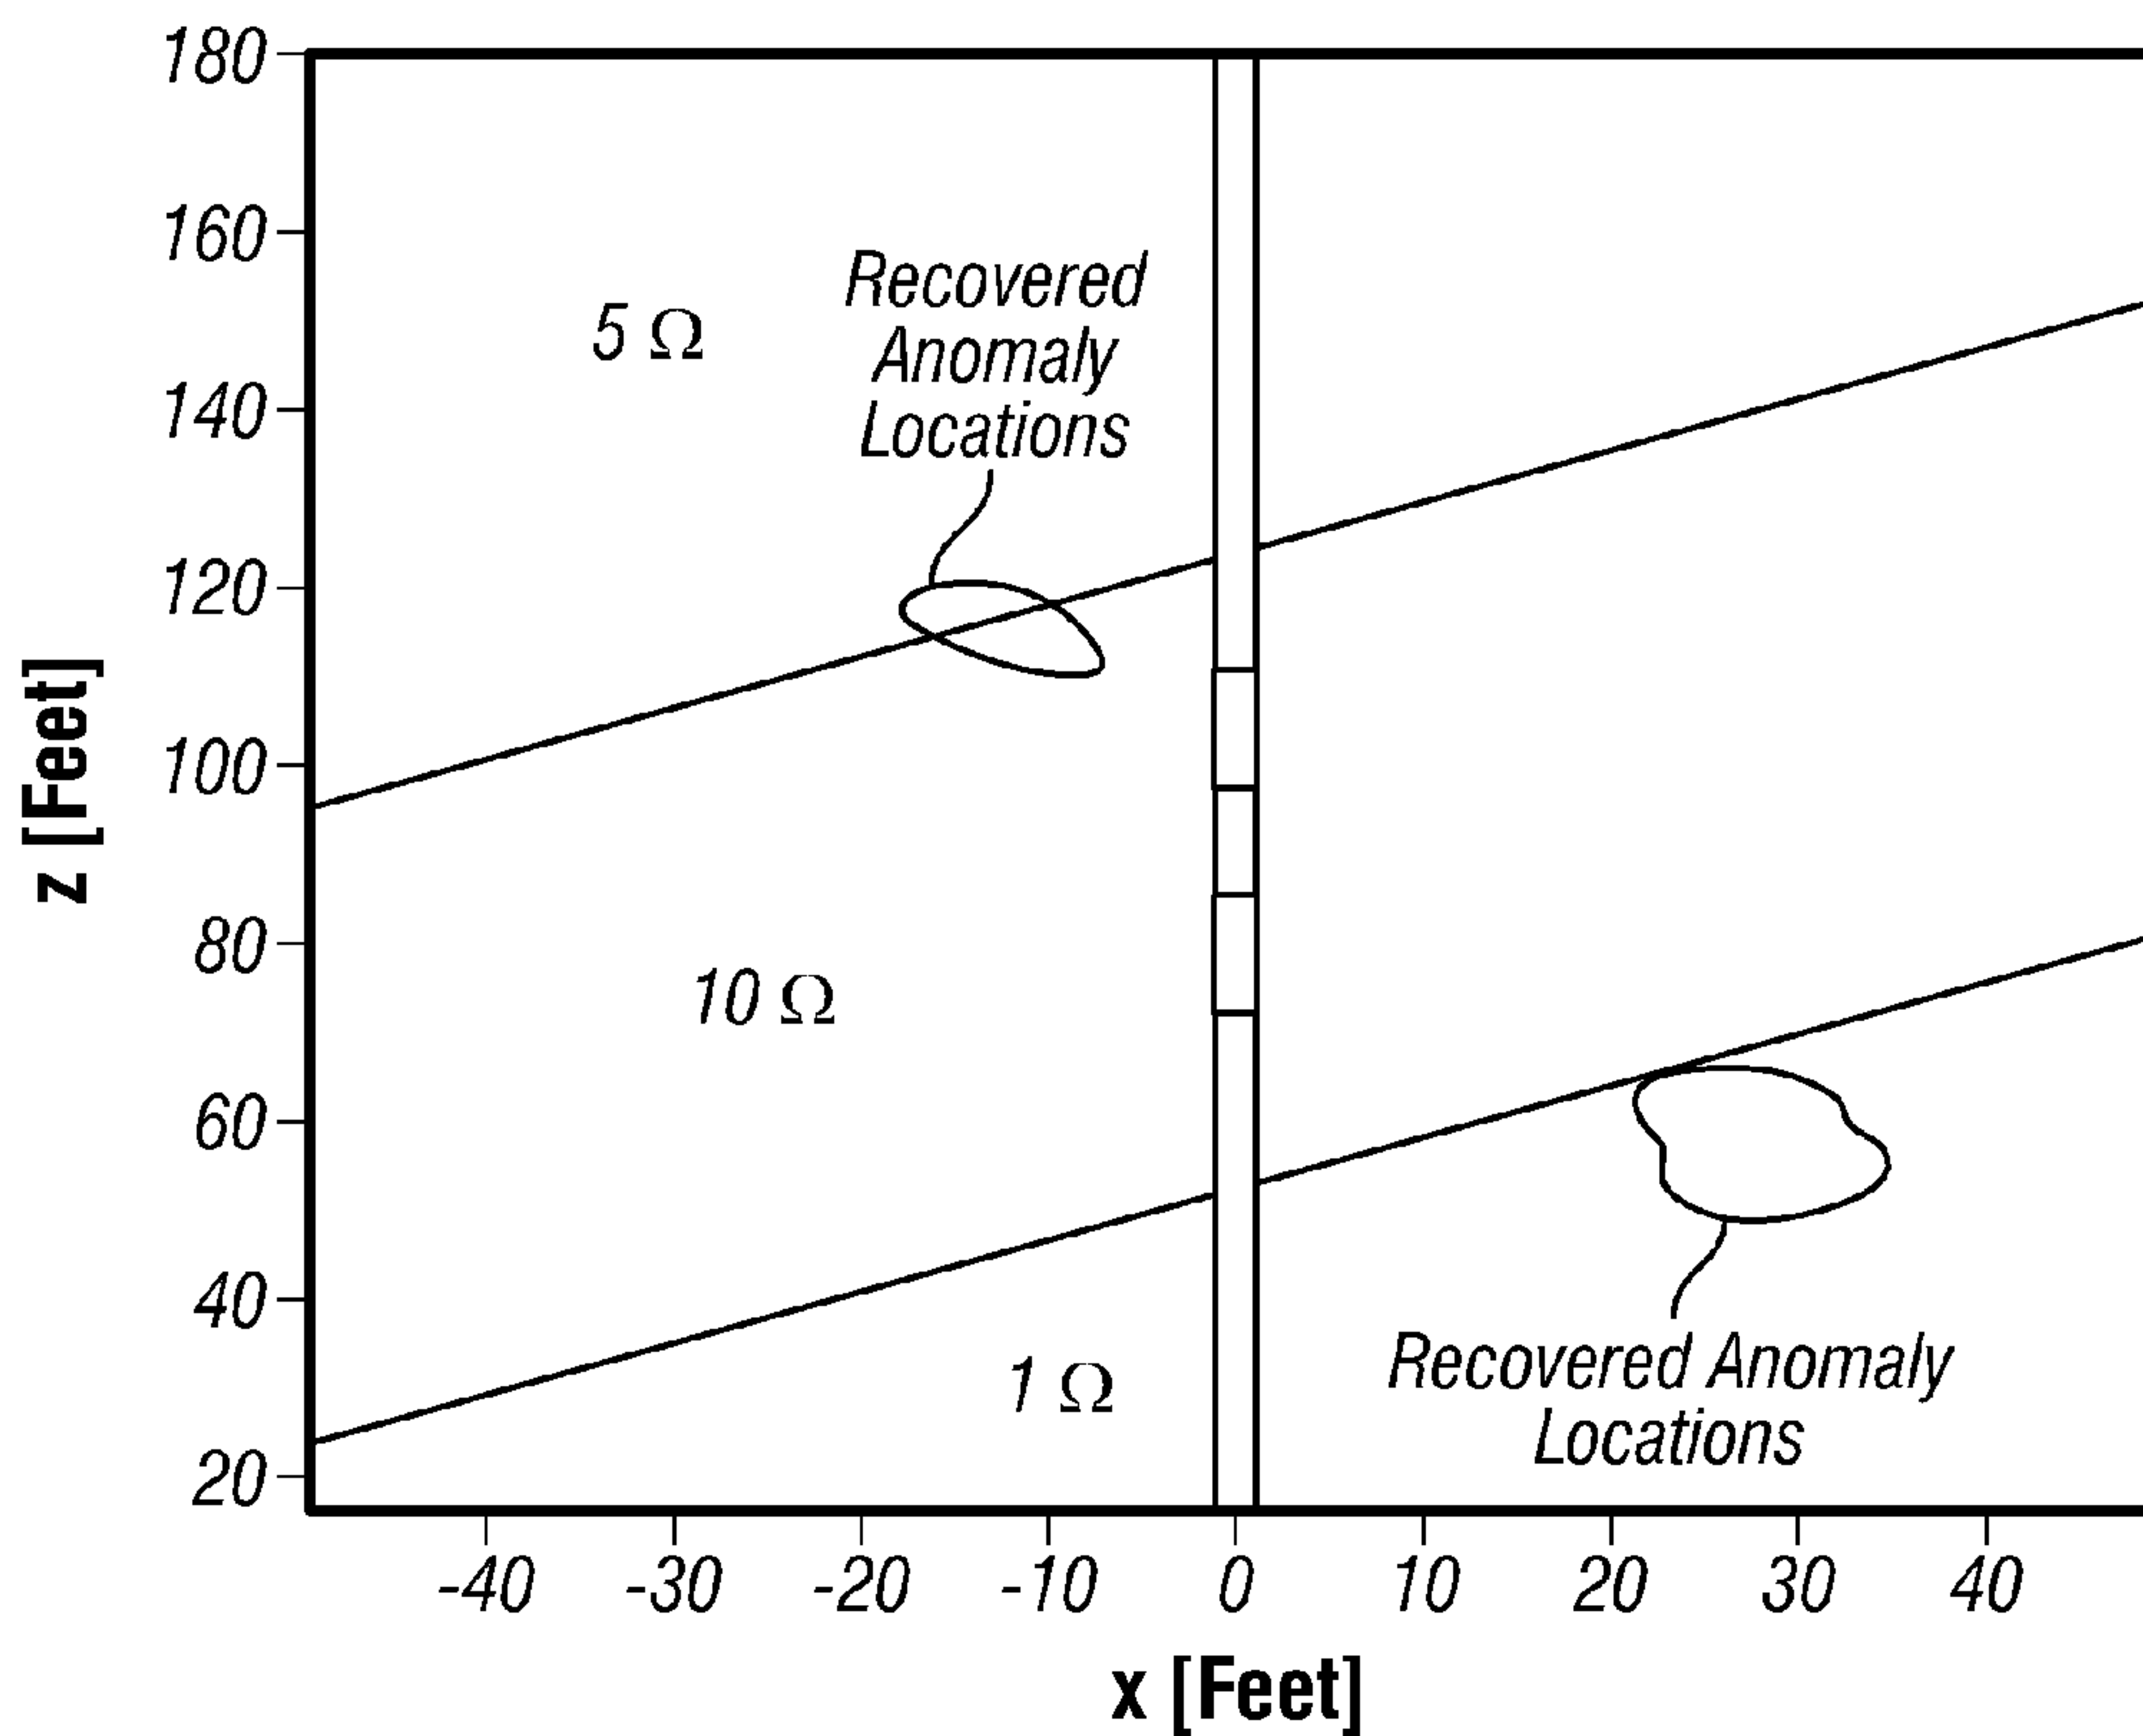 180
160
140
120
100
80
60
40
20
z [Feet]
5 Ω
Recovered
Anomaly
Locations
10 Ω
1 Ω
Recovered Anomaly
Locations
-40 -30 -20 -10 0 10 20 30 40
x [Feet]